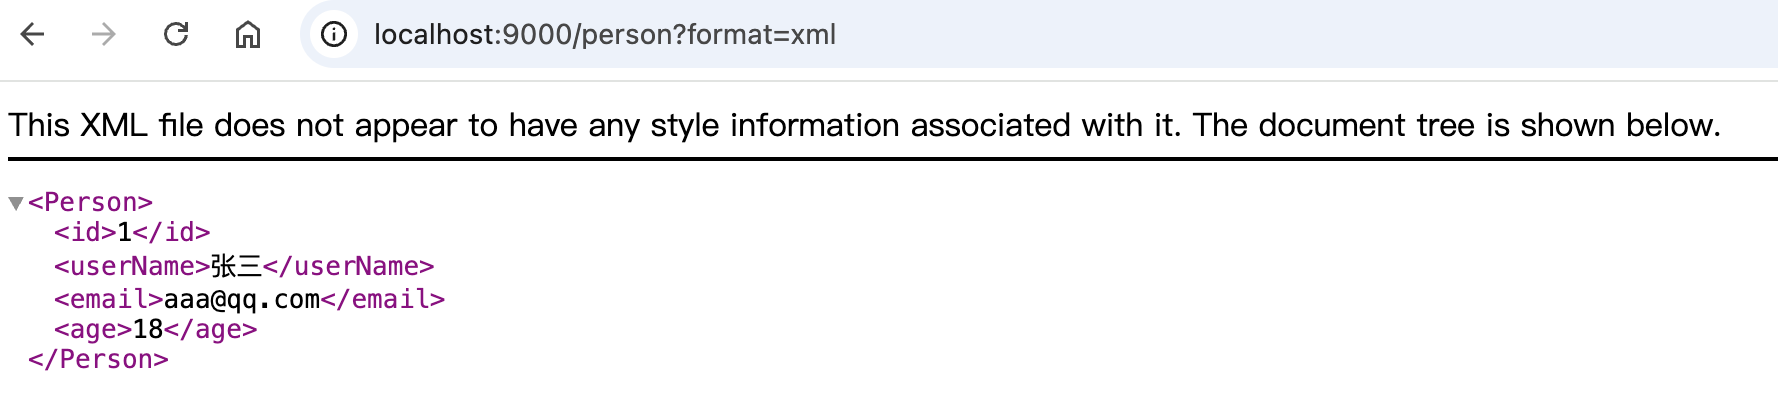 localhost:9000/person?format=xml
This XML file does not appear to have any style information associated with it. The document tree is shown below.
<Person>
<id>1</id>
<userName>张三</userName>
<email>aaa@qq.com</email>
<age>18</age>
</Person>